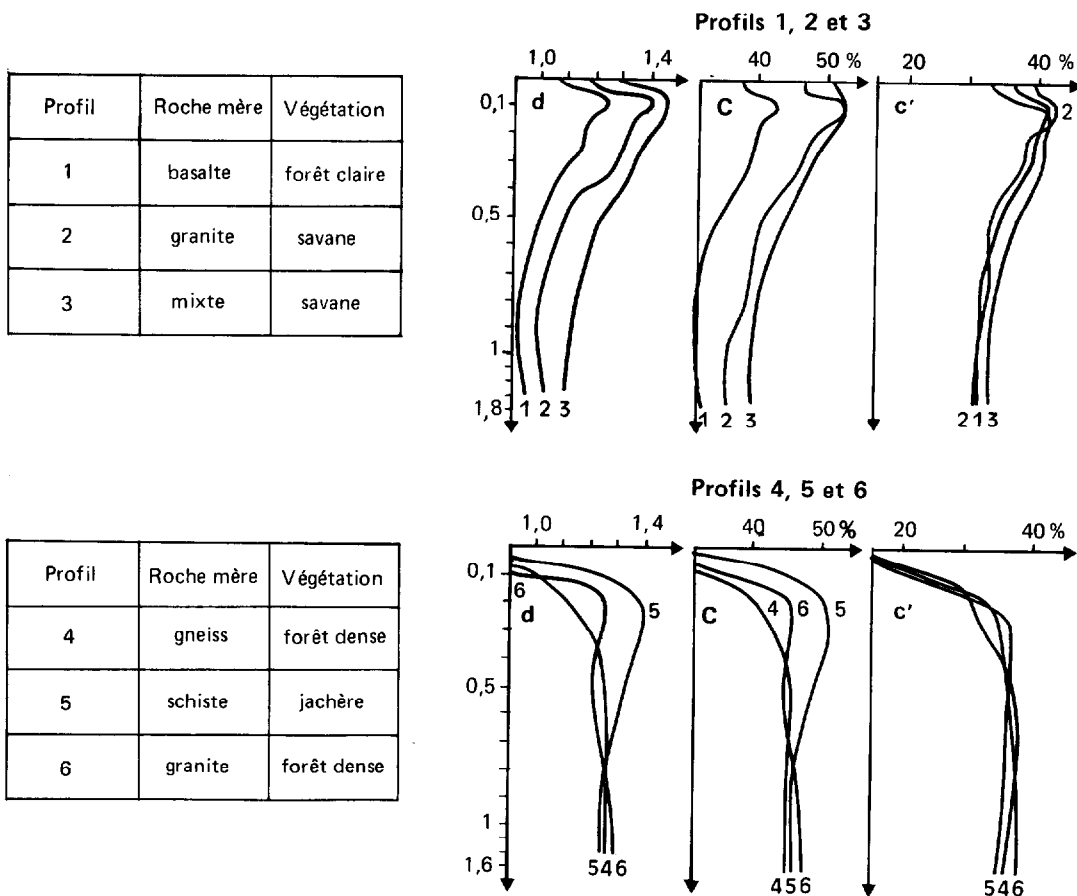 Profils 1, 2 et 3
Profil Roche mère Végétation
1 basalte forêt claire
2 granite savane
3 mixte savane
1,0 1,4 40 50 % 20 40 %
0,1 d C c' 2
0,5
1
1,8 1 2 3 1 2 3 2 1 3
Profils 4, 5 et 6
Profil Roche mère Végétation
4 gneiss forêt dense
5 schiste jachère
6 granite forêt dense
1,0 1,4 40 50 % 20 40 %
0,1 6 d 5 C 4 6 5 c'
0,5
1
1,6 5 4 6 4 5 6 5 4 6